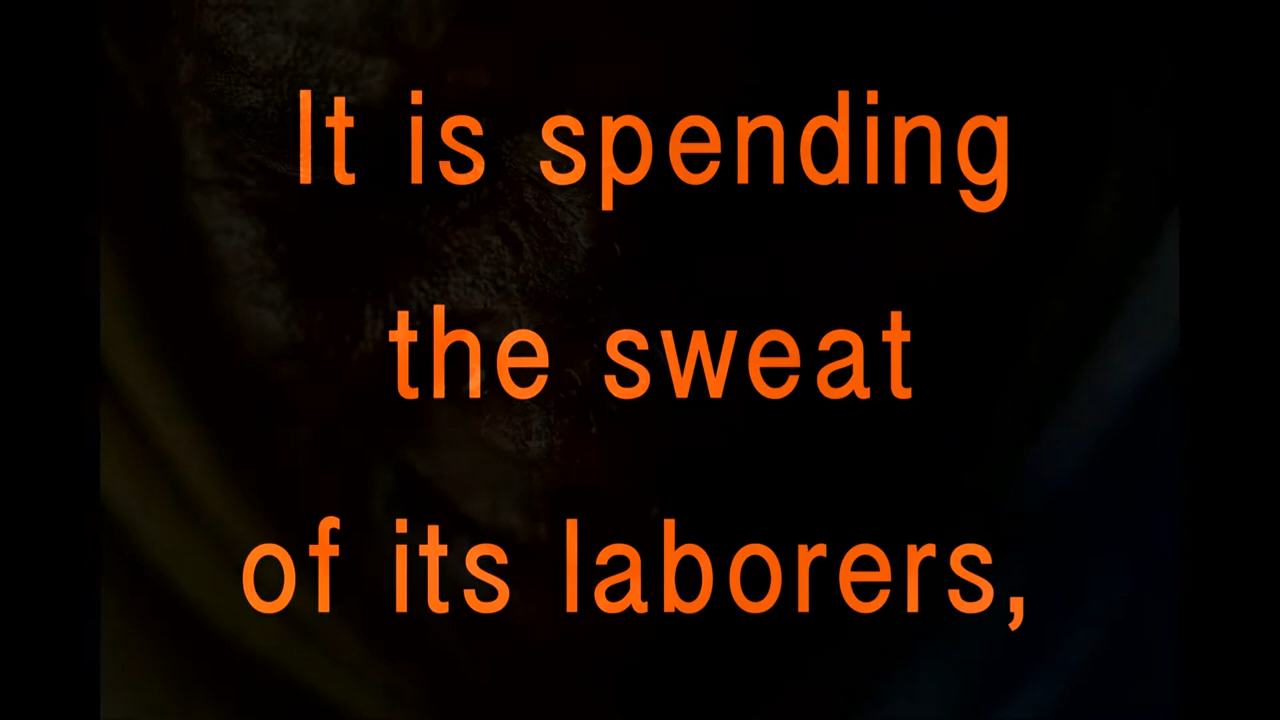 It is spending
the sweat
of its laborers,